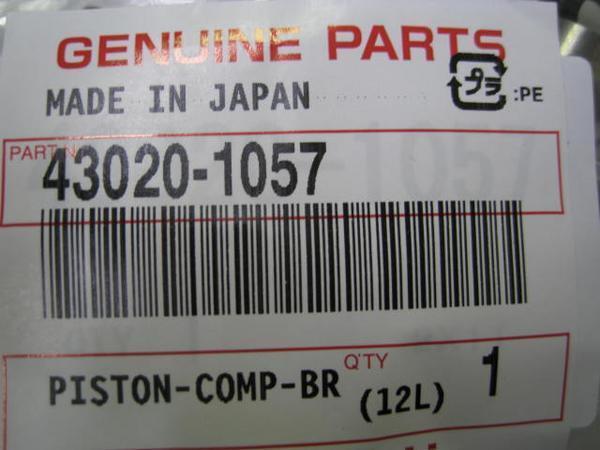 GENUINE PARTS
MADE IN JAPAN
プラ :PE
PART N
43020-1057
Q'TY
PISTON-COMP-BR (12L) 1